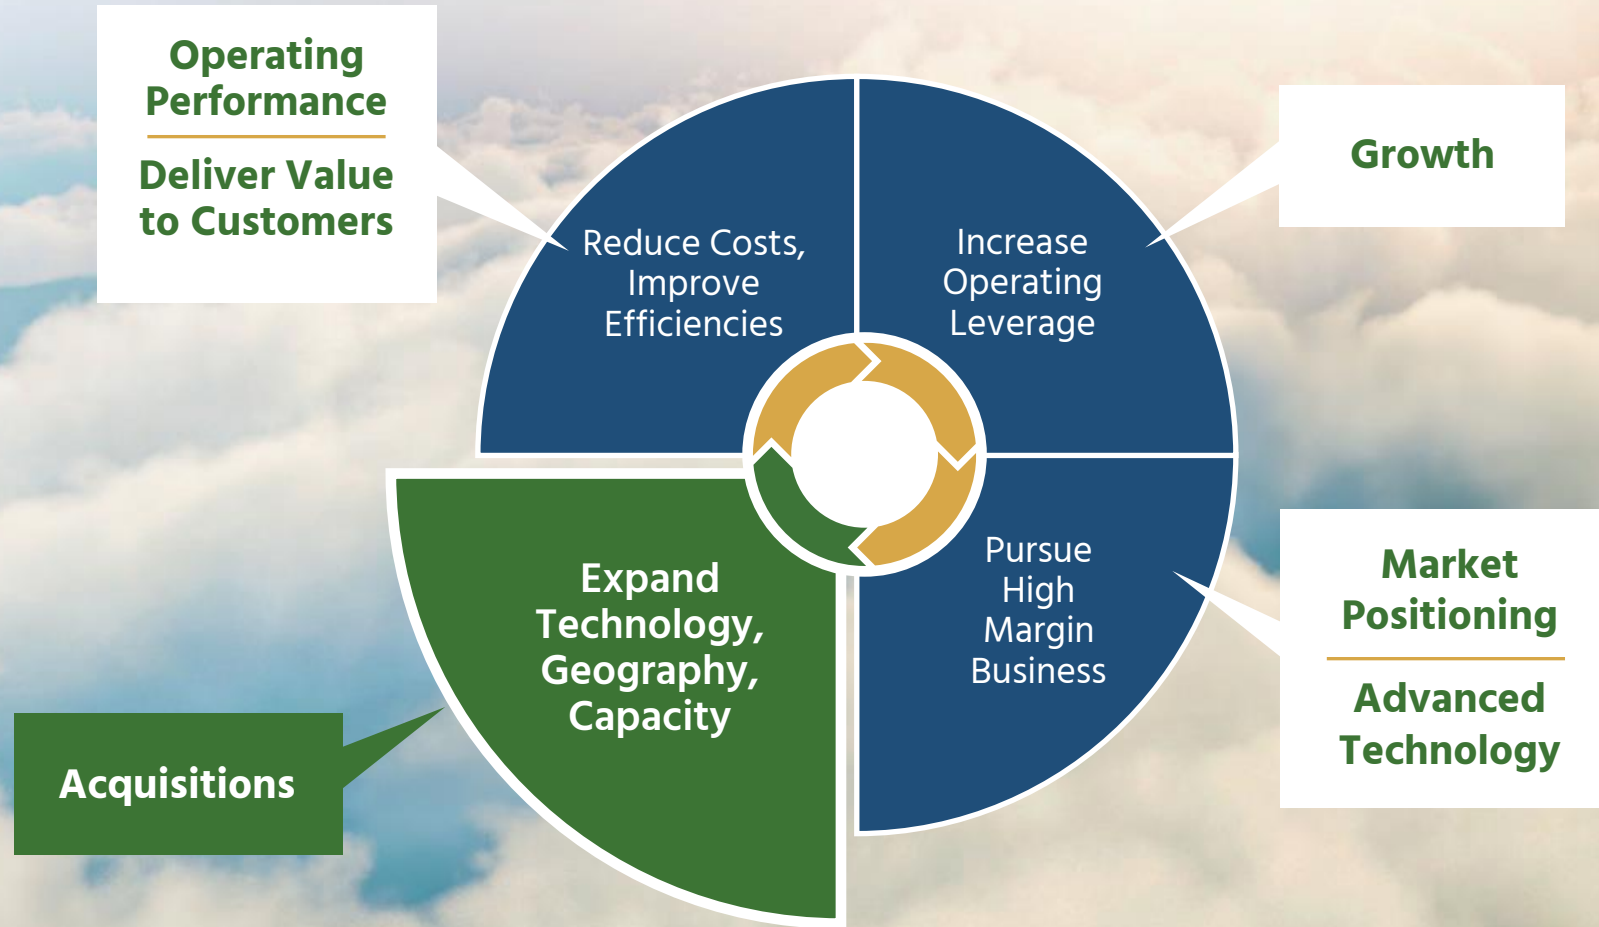 Operating
Performance
Deliver Value
to Customers
Reduce Costs,
Improve
Efficiencies
Increase
Operating
Leverage
Growth
Expand
Technology,
Geography,
Capacity
Acquisitions
Pursue
High
Margin
Business
Market
Positioning
Advanced
Technology